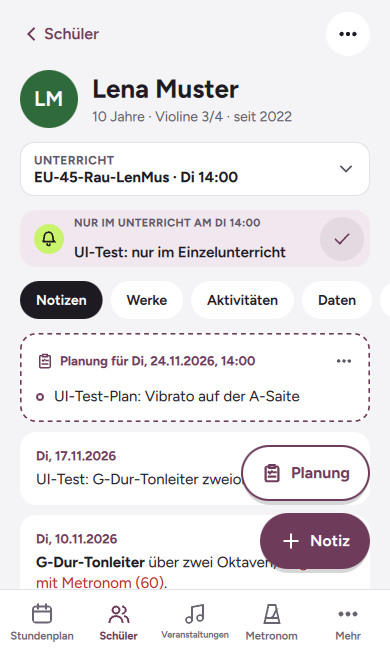 Schüler
LM
Lena Muster
10 Jahre · Violine 3/4 · seit 2022
UNTERRICHT
EU-45-Rau-LenMus · Di 14:00
NUR IM UNTERRICHT AM DI 14:00
UI-Test: nur im Einzelunterricht
Notizen Werke Aktivitäten Daten
Planung für Di, 24.11.2026, 14:00
UI-Test-Plan: Vibrato auf der A-Saite
Di, 17.11.2026
UI-Test: G-Dur-Tonleiter
Planung
Di, 10.11.2026
G-Dur-Tonleiter über zwei Oktaven,
mit Metronom (60).
Notiz
Stundenplan Schüler Veranstaltungen Metronom Mehr